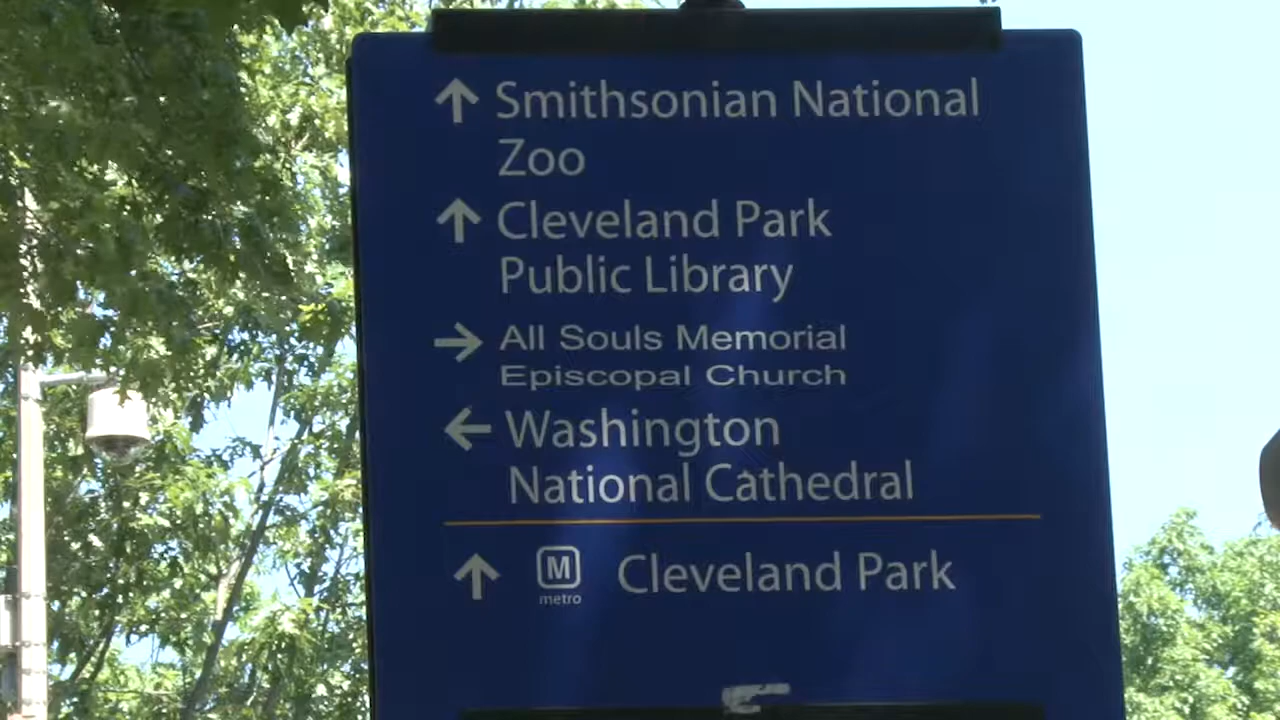 Smithsonian National
Zoo
Cleveland Park
Public Library
All Souls Memorial
Episcopal Church
Washington
National Cathedral
M
metro
Cleveland Park